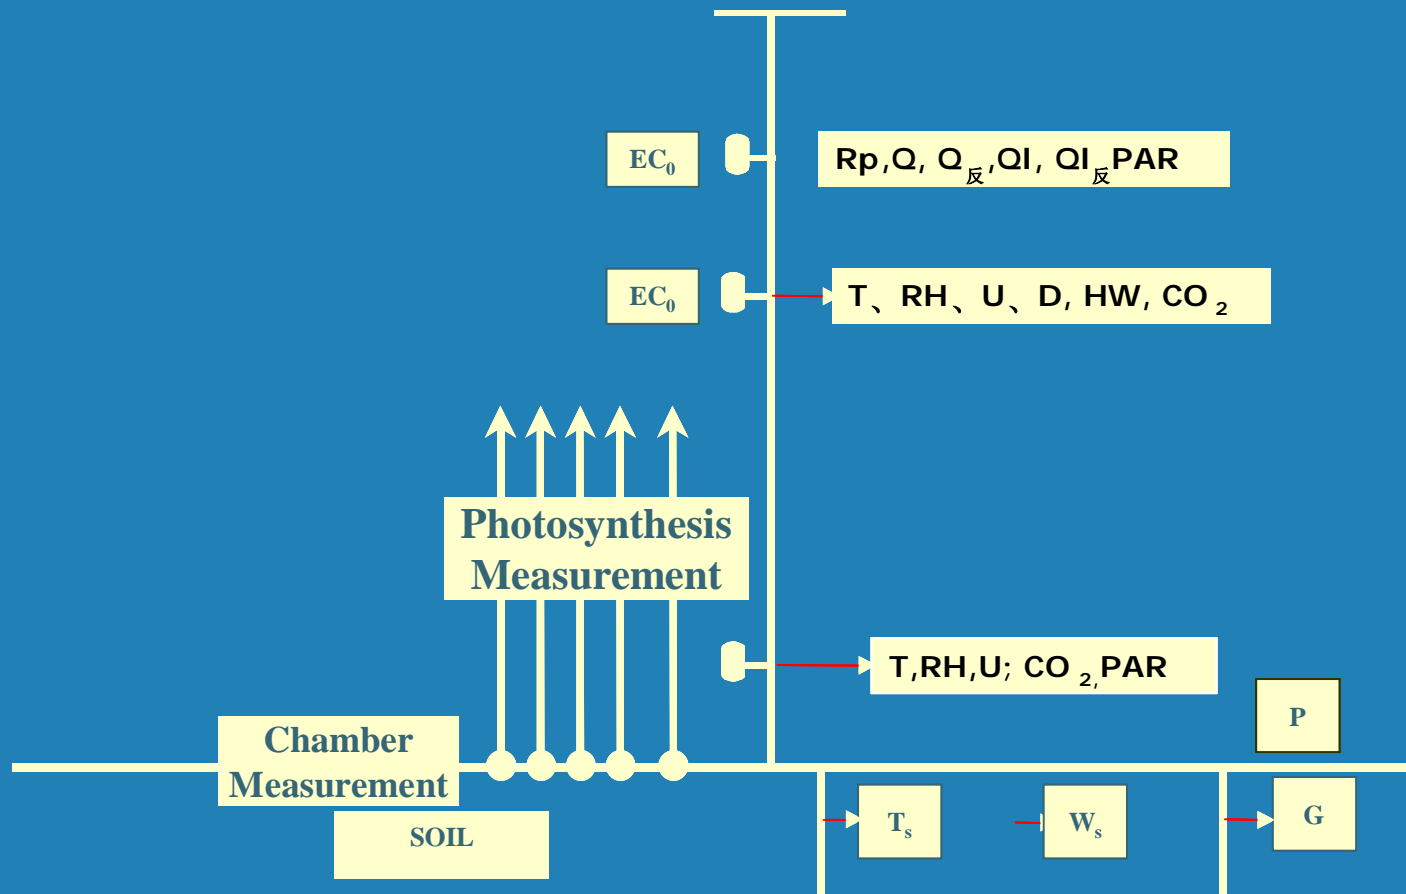 EC₀
Rp,Q, Q反,QI, QI反PAR
EC₀
T、RH、U、D, HW, CO₂
Photosynthesis
Measurement
T,RH,U; CO₂,PAR
P
Chamber
Measurement
SOIL
Tₛ
Wₛ
G